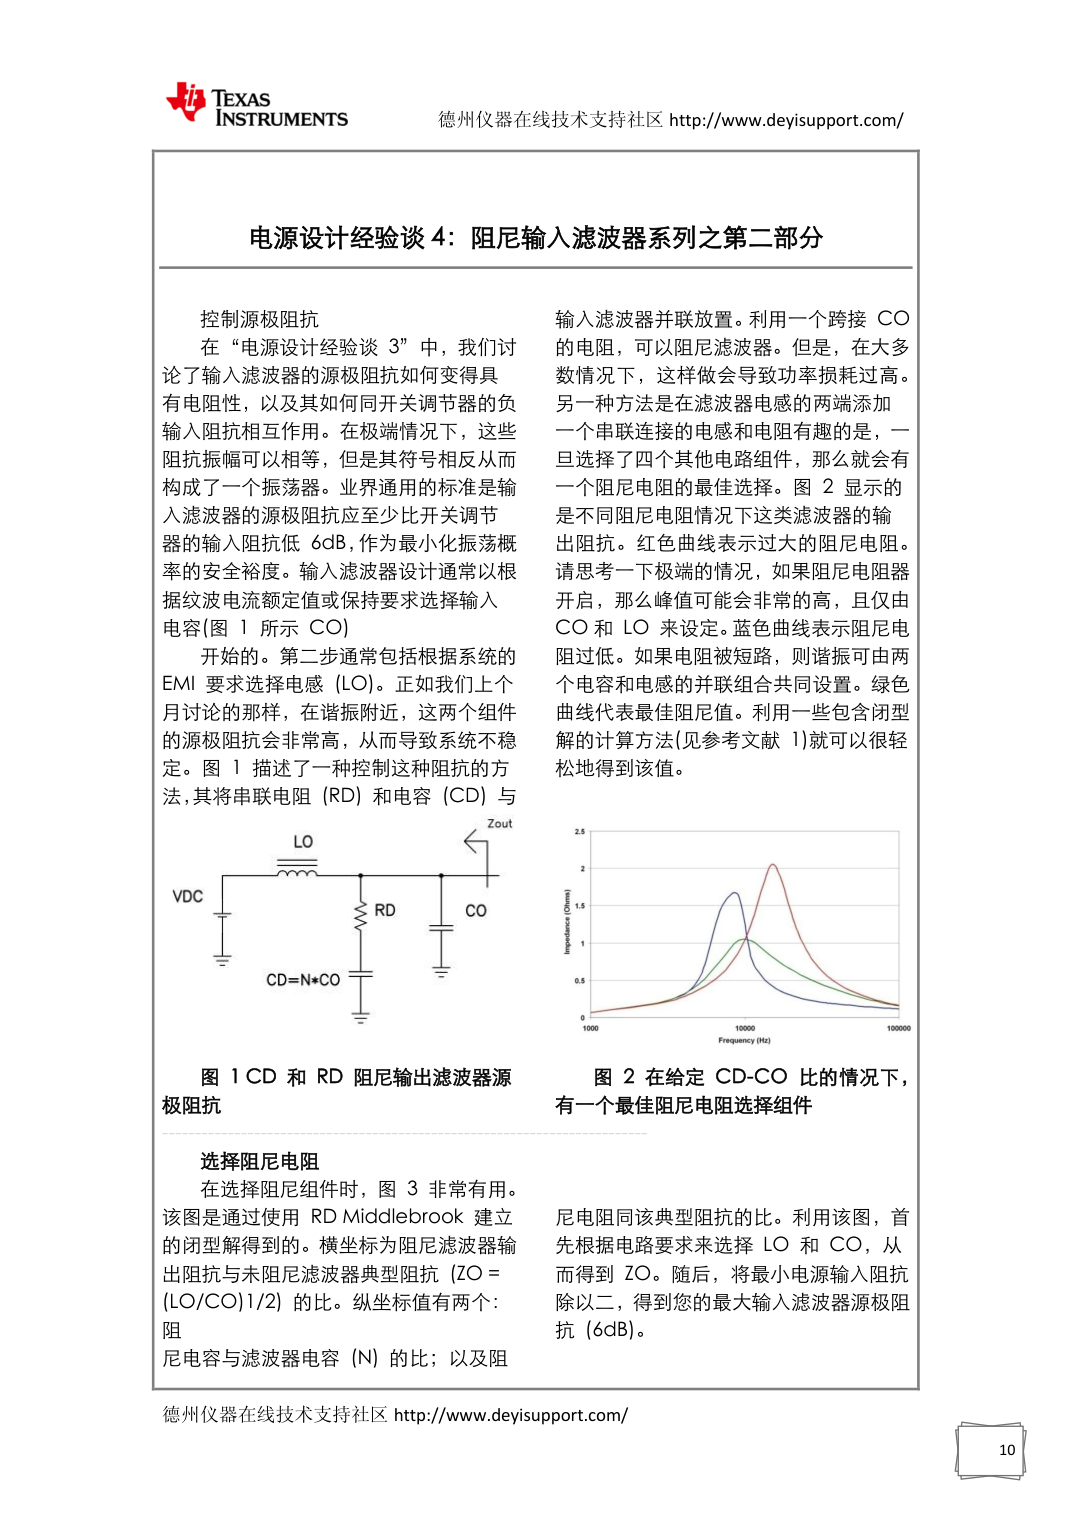 TEXAS
INSTRUMENTS
德州仪器在线技术支持社区 http://www.deyisupport.com/
电源设计经验谈 4：阻尼输入滤波器系列之第二部分
控制源极阻抗
在“电源设计经验谈 3”中，我们讨
论了输入滤波器的源极阻抗如何变得具
有电阻性，以及其如何同开关调节器的负
输入阻抗相互作用。在极端情况下，这些
阻抗振幅可以相等，但是其符号相反从而
构成了一个振荡器。业界通用的标准是输
入滤波器的源极阻抗应至少比开关调节
器的输入阻抗低 6dB，作为最小化振荡概
率的安全裕度。输入滤波器设计通常以根
据纹波电流额定值或保持要求选择输入
电容(图 1 所示 CO)
开始的。第二步通常包括根据系统的
EMI 要求选择电感 (LO)。正如我们上个
月讨论的那样，在谐振附近，这两个组件
的源极阻抗会非常高，从而导致系统不稳
定。图 1 描述了一种控制这种阻抗的方
法，其将串联电阻 (RD) 和电容 (CD) 与
输入滤波器并联放置。利用一个跨接 CO
的电阻，可以阻尼滤波器。但是，在大多
数情况下，这样做会导致功率损耗过高。
另一种方法是在滤波器电感的两端添加
一个串联连接的电感和电阻有趣的是，一
旦选择了四个其他电路组件，那么就会有
一个阻尼电阻的最佳选择。图 2 显示的
是不同阻尼电阻情况下这类滤波器的输
出阻抗。红色曲线表示过大的阻尼电阻。
请思考一下极端的情况，如果阻尼电阻器
开启，那么峰值可能会非常的高，且仅由
CO 和 LO 来设定。蓝色曲线表示阻尼电
阻过低。如果电阻被短路，则谐振可由两
个电容和电感的并联组合共同设置。绿色
曲线代表最佳阻尼值。利用一些包含闭型
解的计算方法(见参考文献 1)就可以很轻
松地得到该值。
Zout
LO
VDC
RD
CO
CD=N*CO
图 1 CD 和 RD 阻尼输出滤波器源
极阻抗
2.5
2
1.5
1
0.5
0
Impedance (Ohms)
1000
10000
100000
Frequency (Hz)
图 2 在给定 CD-CO 比的情况下，
有一个最佳阻尼电阻选择组件
选择阻尼电阻
在选择阻尼组件时，图 3 非常有用。
该图是通过使用 RD Middlebrook 建立
的闭型解得到的。横坐标为阻尼滤波器输
出阻抗与未阻尼滤波器典型阻抗 (ZO =
(LO/CO)1/2) 的比。纵坐标值有两个：
阻
尼电容与滤波器电容 (N) 的比；以及阻
尼电阻同该典型阻抗的比。利用该图，首
先根据电路要求来选择 LO 和 CO，从
而得到 ZO。随后，将最小电源输入阻抗
除以二，得到您的最大输入滤波器源极阻
抗 (6dB)。
德州仪器在线技术支持社区 http://www.deyisupport.com/
10